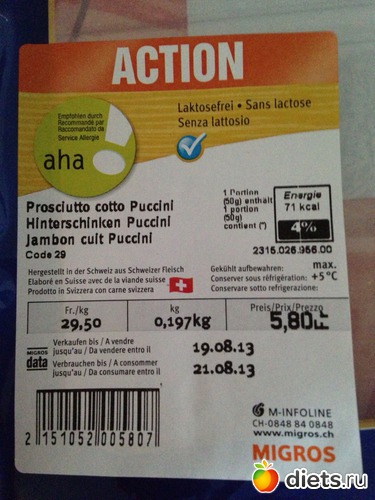 ACTION
Empfohlen durch
Recommandé par
Raccomandato da
Service Allergie
aha!
Laktosefrei • Sans lactose
Senza lattosio
Prosciutto cotto Puccini
Hinterschinken Puccini
Jambon cuit Puccini
Code 29
1 Portion
(50g) enthält
1 portion
(50g)
contient (*)
Energie
71 kcal
4%
2315.026.966.00
Hergestellt in der Schweiz aus Schweizer Fleisch
Elaboré en Suisse avec de la viande suisse
Prodotto in Svizzera con carne svizzera
Gekühlt aufbewahren:
Conserver sous réfrigération:
Conservare sotto refrigerazione:
max.
+5°C
Fr./kg
29,50
kg
0,197kg
Preis/Prix/Prezzo
5,80Fr
MIGROS
data
Verkaufen bis / A vendre
jusqu'au / Da vendere entro il
19.08.13
Verbrauchen bis / A consommer
jusqu'au / Da consumare entro il
21.08.13
2 151052 005807
M-INFOLINE
CH-0848 84 0848
www.migros.ch
MIGROS
diets.ru